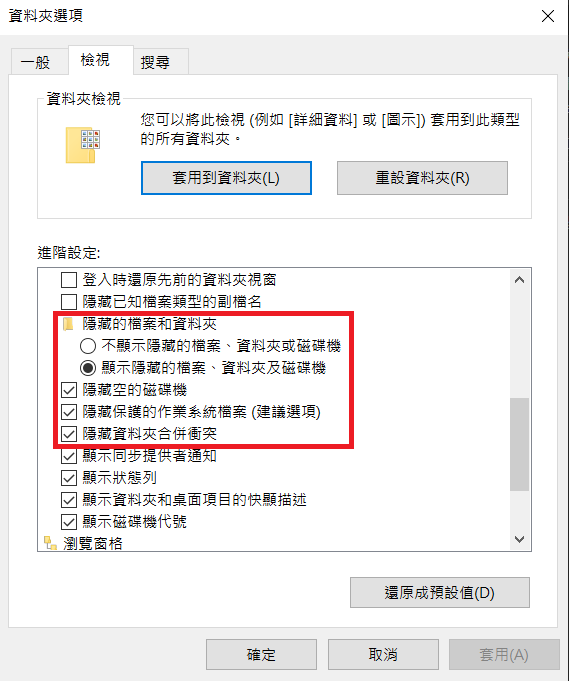 資料夾選項
一般
檢視
搜尋
資料夾檢視
您可以將此檢視 (例如 [詳細資料] 或 [圖示]) 套用到此類型
的所有資料夾。
套用到資料夾(L)
重設資料夾(R)
進階設定:
登入時還原先前的資料夾視窗
隱藏已知檔案類型的副檔名
隱藏的檔案和資料夾
不顯示隱藏的檔案、資料夾或磁碟機
顯示隱藏的檔案、資料夾及磁碟機
隱藏空的磁碟機
隱藏保護的作業系統檔案 (建議選項)
隱藏資料夾合併衝突
顯示同步提供者通知
顯示狀態列
顯示資料夾和桌面項目的快顯描述
顯示磁碟機代號
瀏覽窗格
還原成預設值(D)
確定
取消
套用(A)